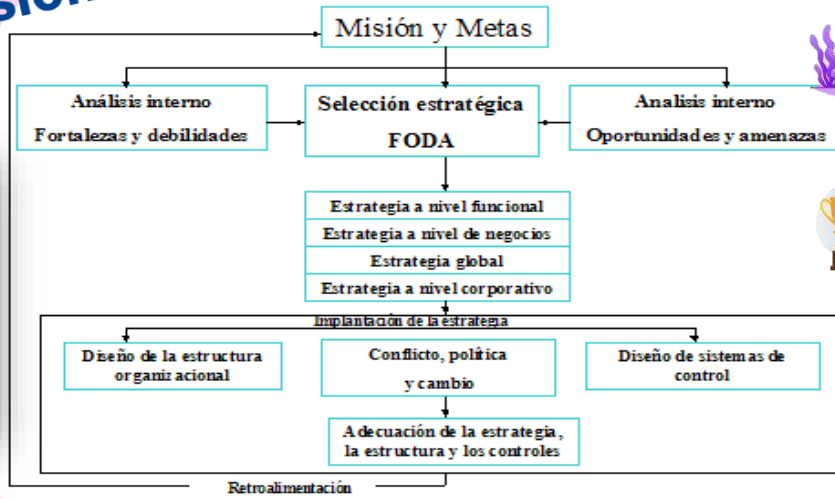 Misión y Metas
Análisis interno
Fortalezas y debilidades
Selección estratégica
FODA
Analisis interno
Oportunidades y amenazas
Estrategia a nivel funcional
Estrategia a nivel de negocios
Estrategia global
Estrategia a nivel corporativo
Implantación de la estrategia
Diseño de la estructura
organizacional
Conflicto, política
y cambio
Diseño de sistemas de
control
Adecuación de la estrategia,
la estructura y los controles
Retroalimentación